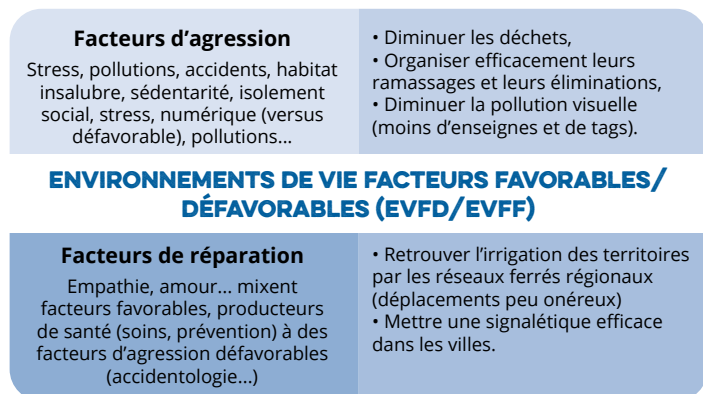 Facteurs d’agression
Stress, pollutions, accidents, habitat
insalubre, sédentarité, isolement
social, stress, numérique (versus
défavorable), pollutions...
• Diminuer les déchets,
• Organiser efficacement leurs
ramassages et leurs éliminations,
• Diminuer la pollution visuelle
(moins d’enseignes et de tags).
ENVIRONNEMENTS DE VIE FACTEURS FAVORABLES/
DÉFAVORABLES (EVFD/EVFF)
Facteurs de réparation
Empathie, amour... mixent
facteurs favorables, producteurs
de santé (soins, prévention) à des
facteurs d’agression défavorables
(accidentologie...)
• Retrouver l’irrigation des territoires
par les réseaux ferrés régionaux
(déplacements peu onéreux)
• Mettre une signalétique efficace
dans les villes.